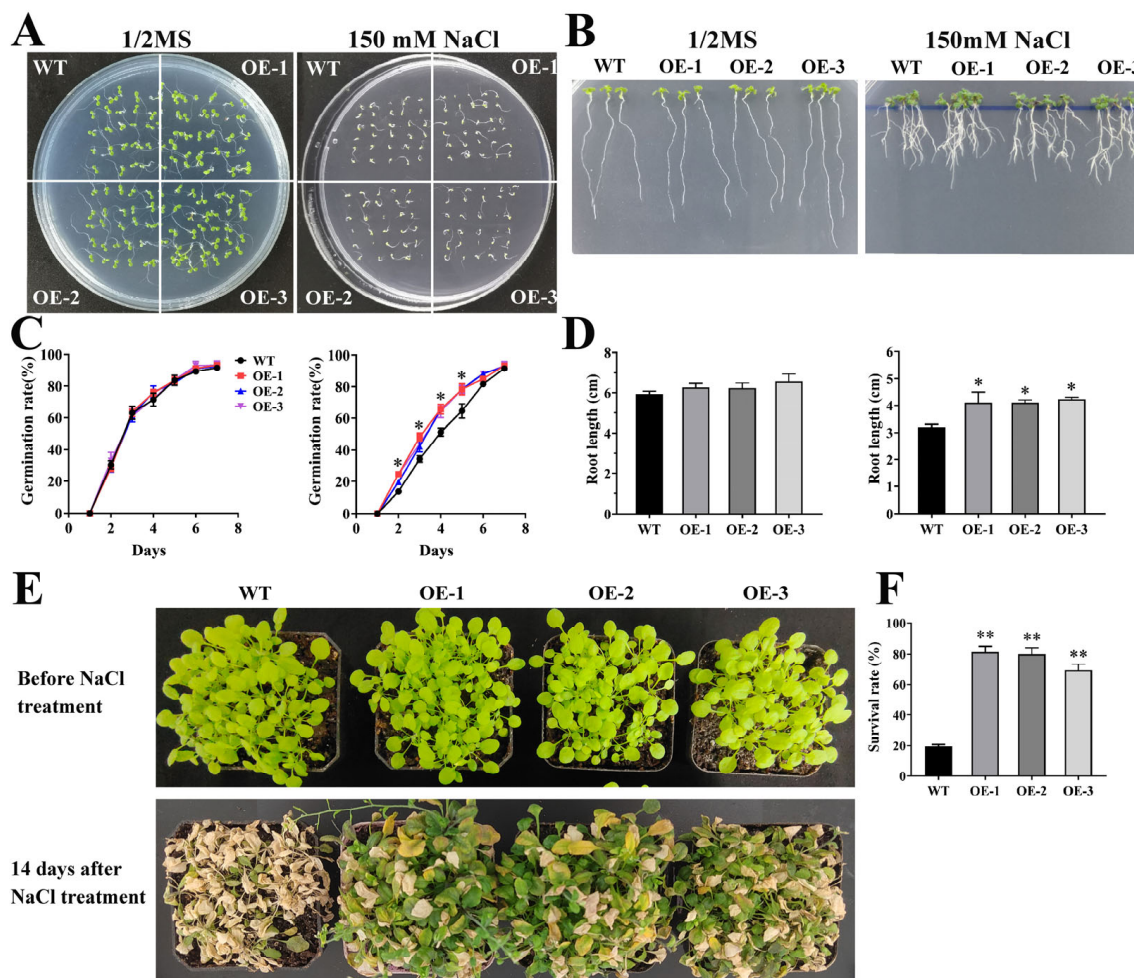 A
1/2MS
150 mM NaCl
WT
OE-1
OE-2
OE-3
WT
OE-1
OE-2
OE-3
B
1/2MS
150mM NaCl
WT OE-1 OE-2 OE-3
WT OE-1 OE-2 OE-3
C
Germination rate(%)
100
80
60
40
20
0
0 2 4 6 8
Days
WT
OE-1
OE-2
OE-3
Germination rate(%)
100
80
60
40
20
0
0 2 4 6 8
Days
* * * *
D
Root length (cm)
8
6
4
2
0
WT OE-1 OE-2 OE-3
Root length (cm)
6
5
4
3
2
1
0
* * *
WT OE-1 OE-2 OE-3
E
WT OE-1 OE-2 OE-3
Before NaCl
treatment
14 days after
NaCl treatment
F
Survival rate (%)
100
80
60
40
20
0
** ** **
WT OE-1 OE-2 OE-3